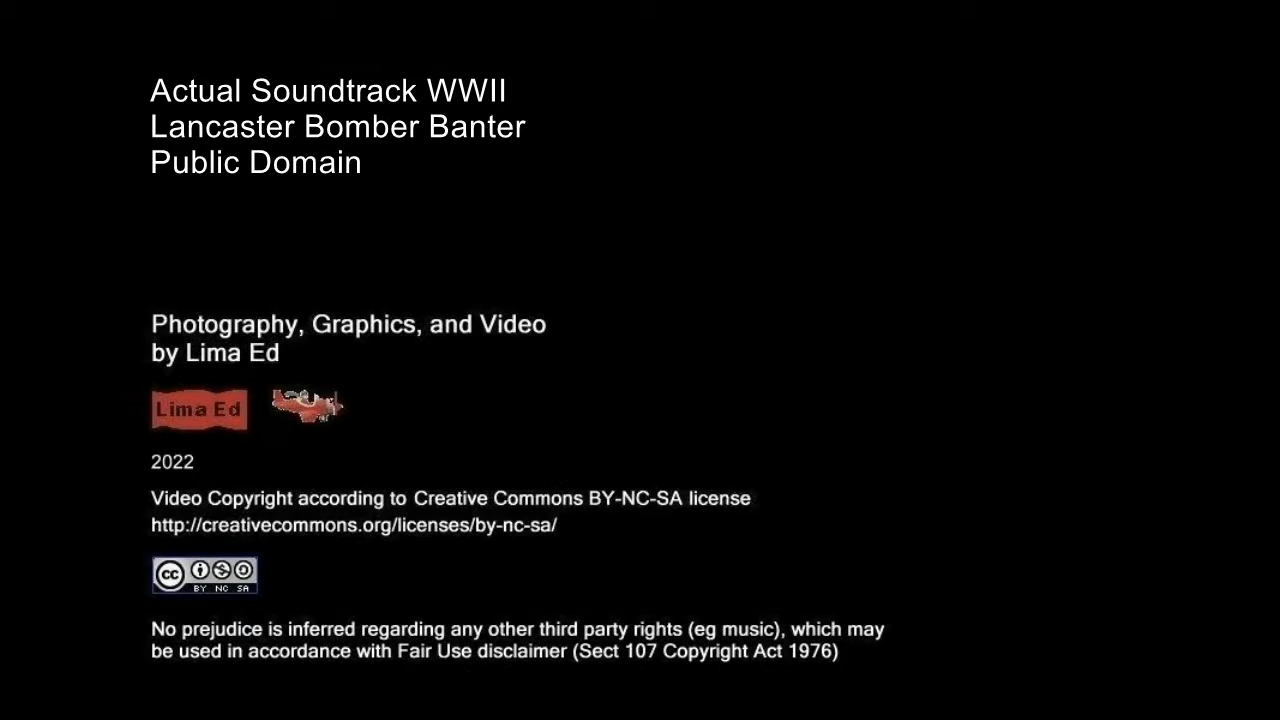 Actual Soundtrack WWII
Lancaster Bomber Banter
Public Domain
Photography, Graphics, and Video
by Lima Ed
Lima Ed
2022
Video Copyright according to Creative Commons BY-NC-SA license
http://creativecommons.org/licenses/by-nc-sa/
cc
BY NC SA
No prejudice is inferred regarding any other third party rights (eg music), which may
be used in accordance with Fair Use disclaimer (Sect 107 Copyright Act 1976)